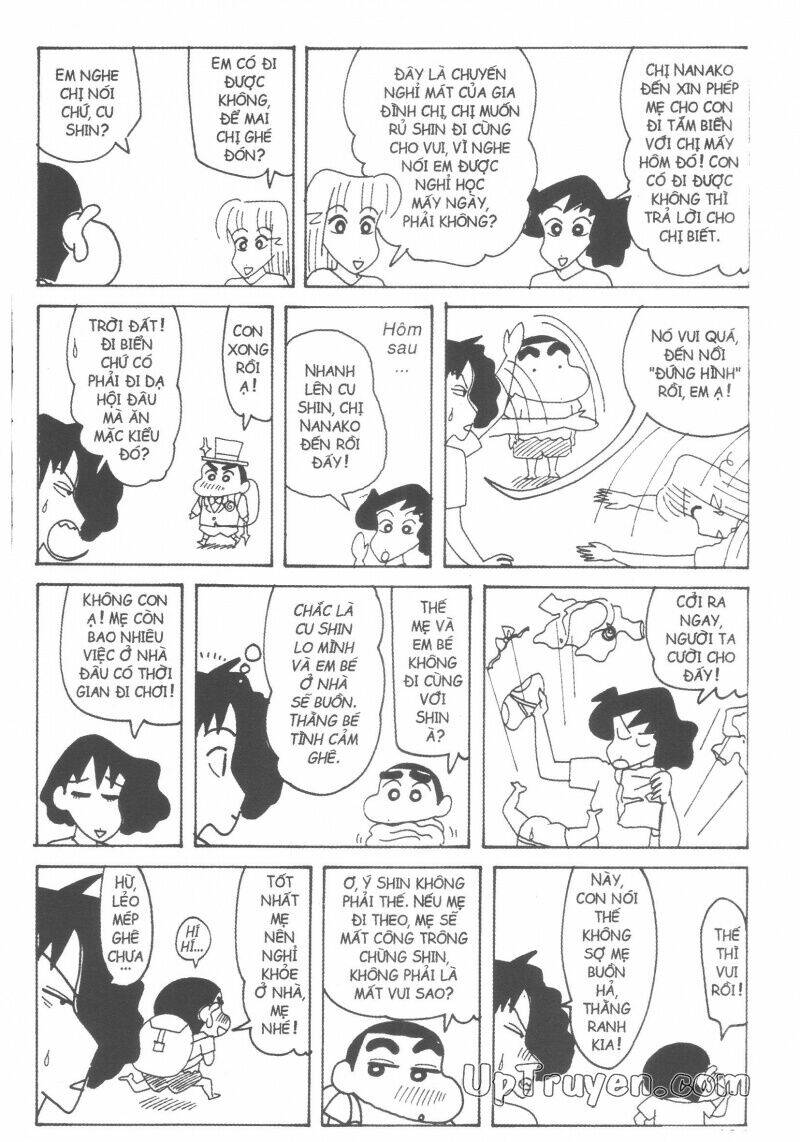 CHỊ NANAKO
ĐẾN XIN PHÉP
MẸ CHO CON
ĐI TẮM BIỂN
VỚI CHỊ MẤY
HÔM ĐÓ! CON
CÓ ĐI ĐƯỢC
KHÔNG THÌ
TRẢ LỜI CHO
CHỊ BIẾT.
ĐÂY LÀ CHUYẾN
NGHỈ MÁT CỦA GIA
ĐÌNH CHỊ, CHỊ MUỐN
RỦ SHIN ĐI CÙNG
CHO VUI, VÌ NGHE
NÓI EM ĐƯỢC
NGHỈ HỌC
MẤY NGÀY,
PHẢI KHÔNG?
EM CÓ ĐI
ĐƯỢC
KHÔNG,
ĐỂ MAI
CHỊ GHÉ
ĐÓN?
EM NGHE
CHỊ NÓI
CHỨ, CU
SHIN?
NÓ VUI QUÁ,
ĐẾN NỖI
"ĐỨNG HÌNH"
RỒI, EM Ạ!
Hôm
sau
...
NHANH
LÊN CU
SHIN, CHỊ
NANAKO
ĐẾN RỒI
ĐẤY!
CON
XONG
RỒI
Ạ!
TRỜI ĐẤT!
ĐI BIỂN
CHỨ CÓ
PHẢI ĐI DẠ
HỘI ĐÂU
MÀ ĂN
MẶC KIỂU
ĐÓ?
CỞI RA
NGAY,
NGƯỜI TA
CƯỜI CHO
ĐẤY!
THẾ
MẸ VÀ
EM BÉ
KHÔNG
ĐI CÙNG
VỚI
SHIN
À?
CHẮC LÀ
CU SHIN
LO MÌNH
VÀ EM BÉ
Ở NHÀ
SẼ BUỒN.
THẰNG BÉ
TÌNH CẢM
GHÊ.
KHÔNG CON
Ạ! MẸ CÒN
BAO NHIÊU
VIỆC Ở NHÀ
ĐÂU CÓ THỜI
GIAN ĐI CHƠI!
THẾ
THÌ
VUI
RỒI!
NÀY,
CON NÓI
THẾ
KHÔNG
SỢ MẸ
BUỒN
HẢ,
THẰNG
RANH
KIA!
Ơ, Ý SHIN KHÔNG
PHẢI THẾ. NẾU MẸ
ĐI THEO, MẸ SẼ
MẤT CÔNG TRÔNG
CHỪNG SHIN,
KHÔNG PHẢI LÀ
MẤT VUI SAO?
TỐT
NHẤT
MẸ
NÊN
NGHỈ
KHỎE
Ở NHÀ,
MẸ
NHÉ!
HÍ
HÍ...
HỪ,
LẺO
MÉP
GHÊ
CHƯA
...
UpTruyen.com